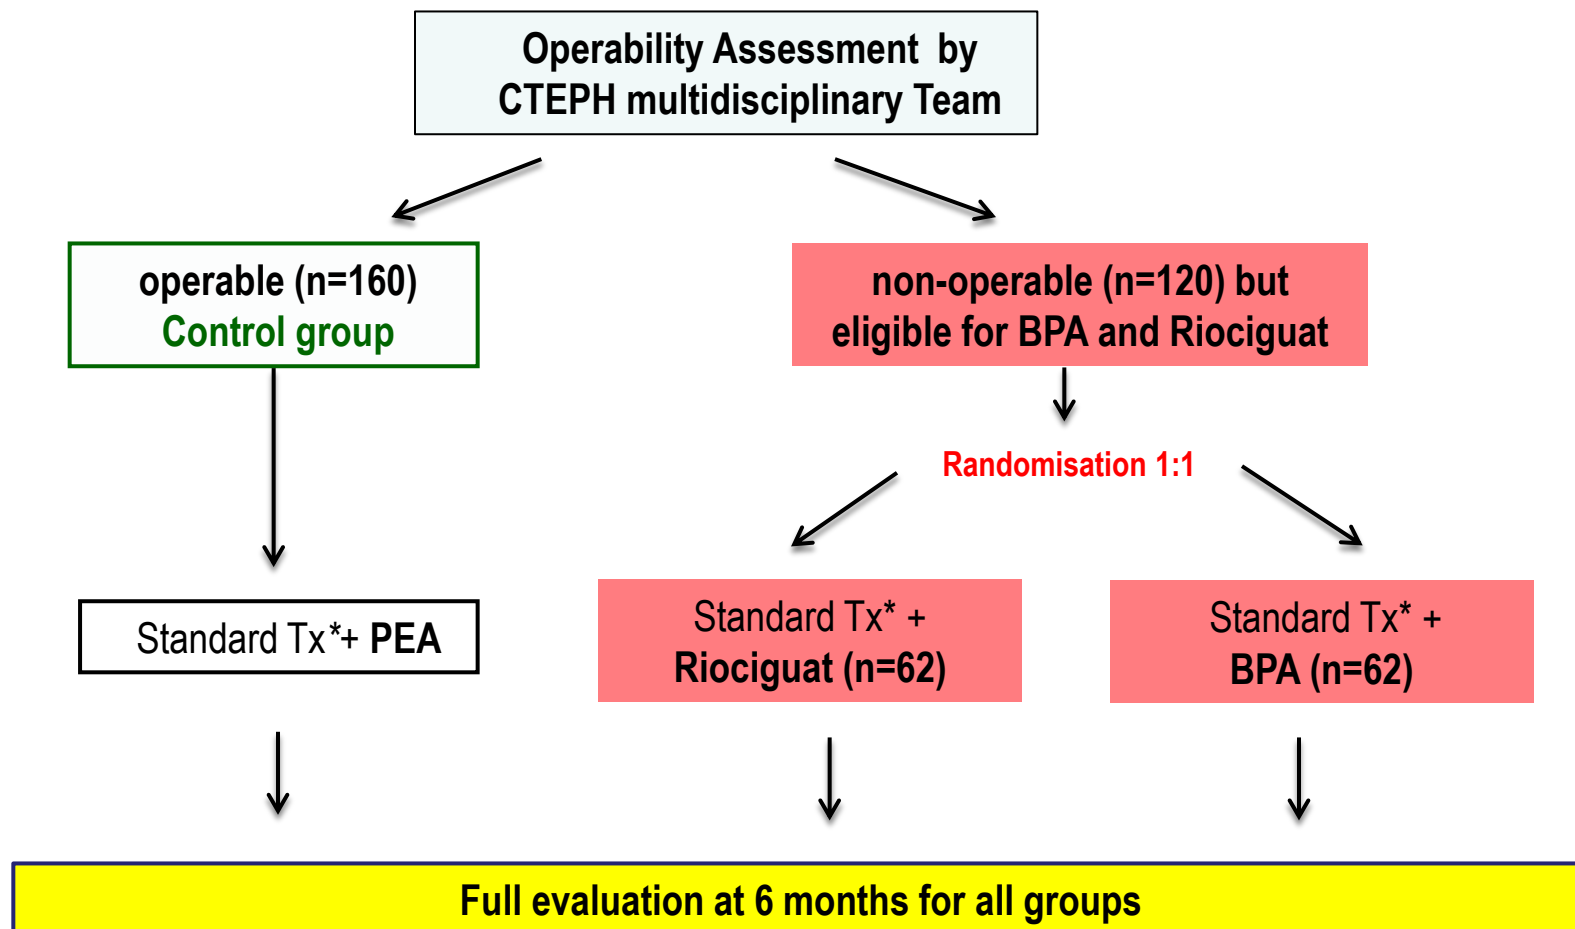 Operability Assessment by
CTEPH multidisciplinary Team
operable (n=160)
Control group
non-operable (n=120) but
eligible for BPA and Riociguat
Randomisation 1:1
Standard Tx*+ PEA
Standard Tx* +
Riociguat (n=62)
Standard Tx* +
BPA (n=62)
Full evaluation at 6 months for all groups